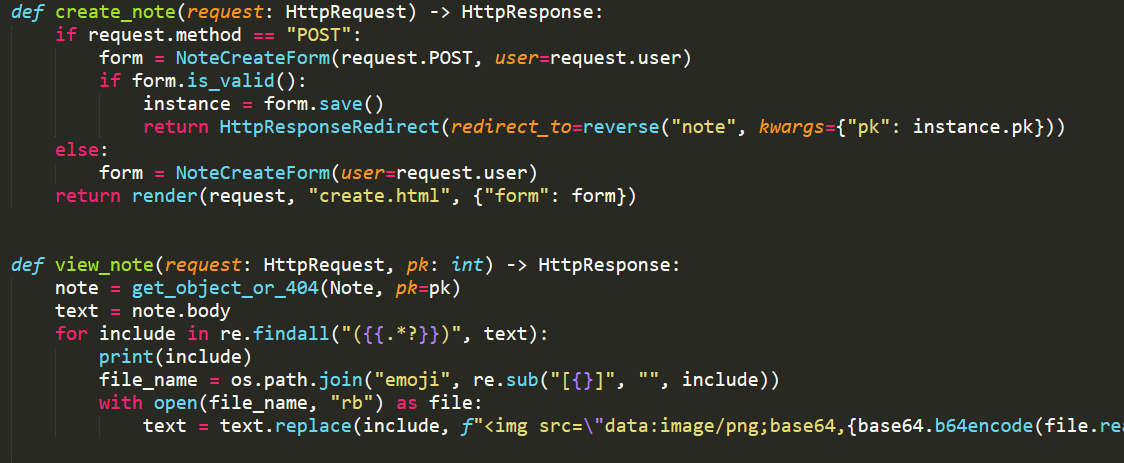 def create_note(request: HttpRequest) -> HttpResponse:
    if request.method == "POST":
        form = NoteCreateForm(request.POST, user=request.user)
        if form.is_valid():
            instance = form.save()
            return HttpResponseRedirect(redirect_to=reverse("note", kwargs={"pk": instance.pk}))
    else:
        form = NoteCreateForm(user=request.user)
    return render(request, "create.html", {"form": form})
def view_note(request: HttpRequest, pk: int) -> HttpResponse:
    note = get_object_or_404(Note, pk=pk)
    text = note.body
    for include in re.findall("({{.*?}})", text):
        print(include)
        file_name = os.path.join("emoji", re.sub("[{}]", "", include))
        with open(file_name, "rb") as file:
            text = text.replace(include, f"<img src=\"data:image/png;base64,{base64.b64encode(file.rea